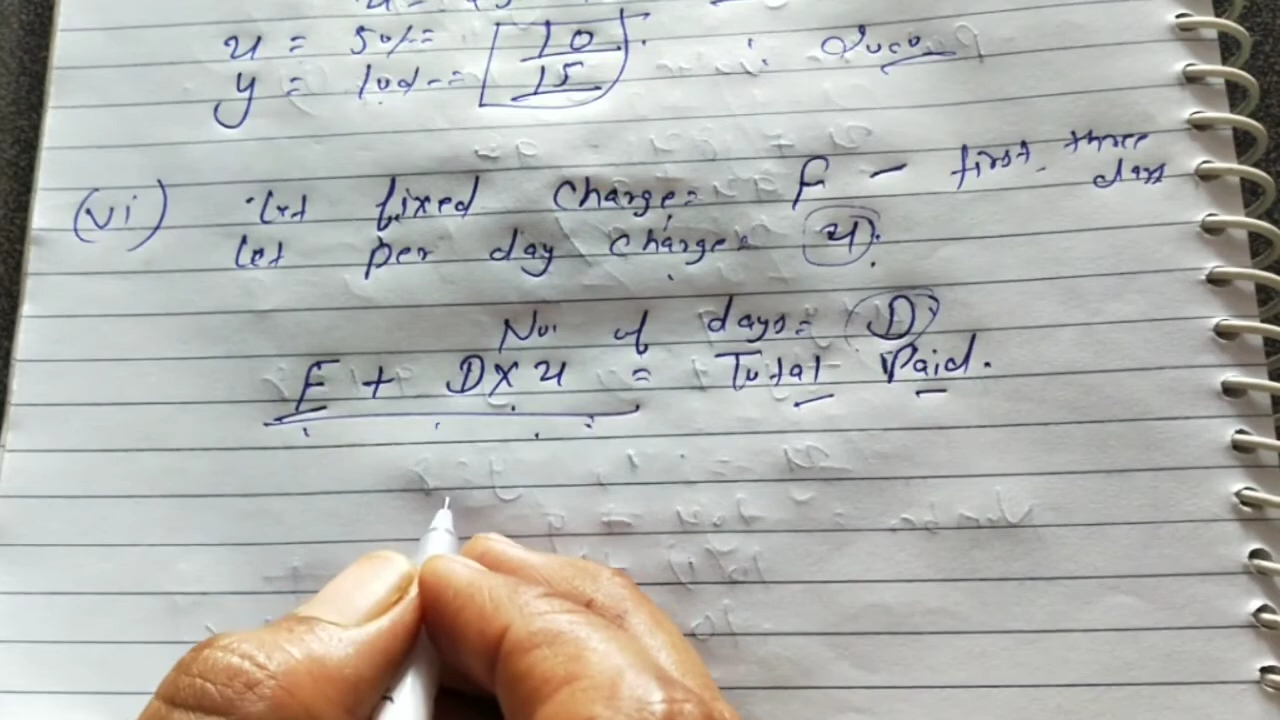 x = 50/- = 10
y = 100/- = 15
(vi) Let fixed charge = F - first three days
Let per day charge = x.
No. of days = D
F + D×x = Total Paid.